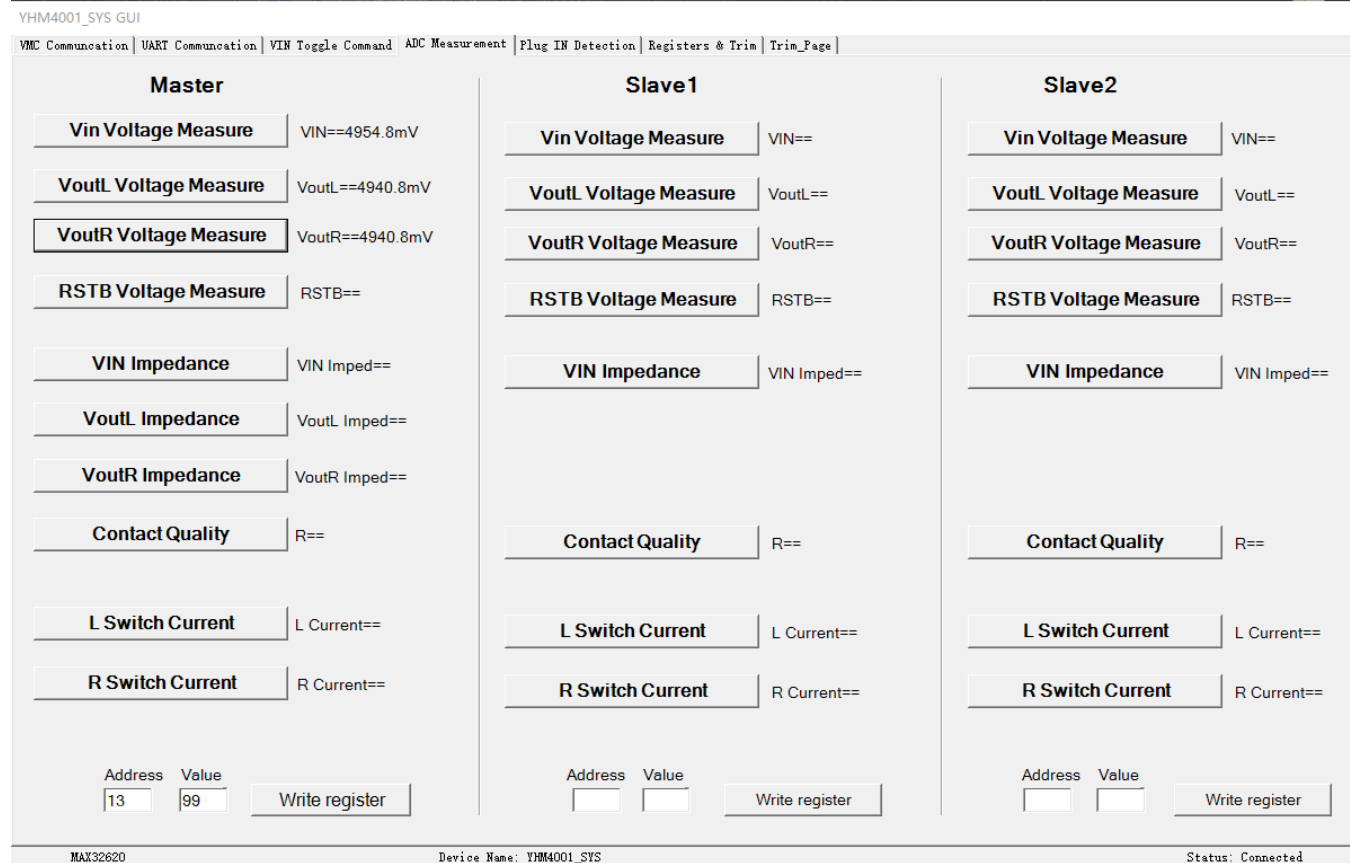 YHM4001_SYS GUI
VMC Communcation UART Communcation VIN Toggle Command ADC Measurement Plug IN Detection Registers & Trim Trim_Page
Master Slave1 Slave2
Vin Voltage Measure VIN==4954.8mV Vin Voltage Measure VIN== Vin Voltage Measure VIN==
VoutL Voltage Measure VoutL==4940.8mV VoutL Voltage Measure VoutL== VoutL Voltage Measure VoutL==
VoutR Voltage Measure VoutR==4940.8mV VoutR Voltage Measure VoutR== VoutR Voltage Measure VoutR==
RSTB Voltage Measure RSTB== RSTB Voltage Measure RSTB== RSTB Voltage Measure RSTB==
VIN Impedance VIN Imped== VIN Impedance VIN Imped== VIN Impedance VIN Imped==
VoutL Impedance VoutL Imped==
VoutR Impedance VoutR Imped==
Contact Quality R== Contact Quality R== Contact Quality R==
L Switch Current L Current== L Switch Current L Current== L Switch Current L Current==
R Switch Current R Current== R Switch Current R Current== R Switch Current R Current==
Address Value Address Value Address Value
13 99 Write register Write register Write register
MAX32620 Device Name: YHM4001_SYS Status: Connected